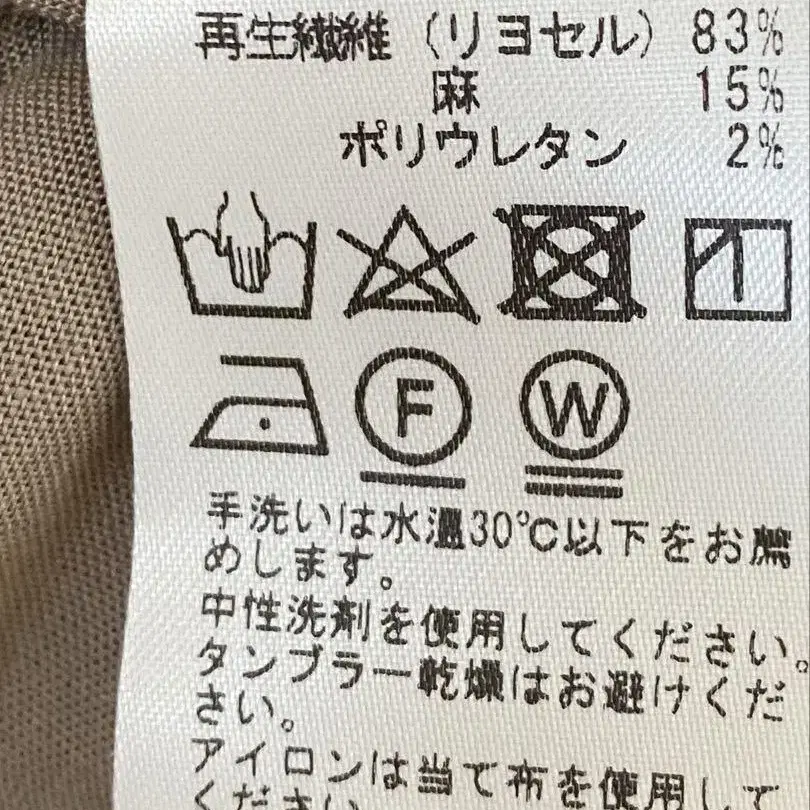 再生繊維（リヨセル） 83%
麻 15%
ポリウレタン 2%
F W
手洗いは水温30℃以下をお薦
めします。
中性洗剤を使用してください。
タンブラー乾燥はお避けくだ
さい。
アイロンは当て布を使用して
ください